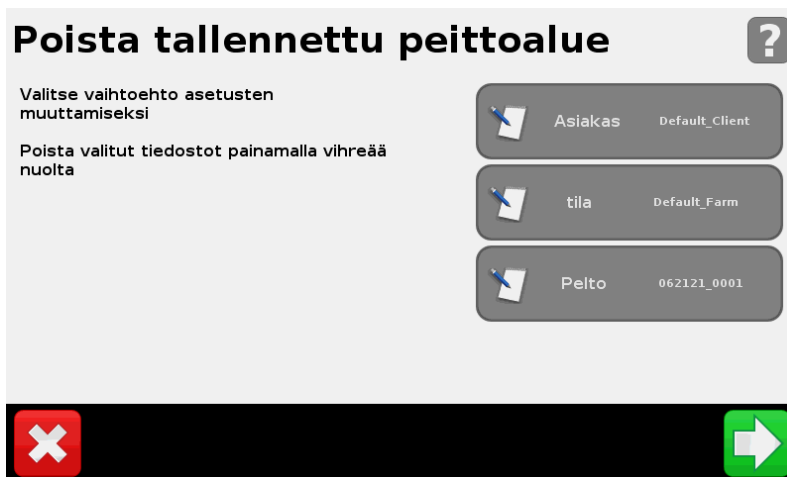 Poista tallennettu peittoalue
?
Valitse vaihtoehto asetusten
muuttamiseksi
Poista valitut tiedostot painamalla vihreää
nuolta
Asiakas Default_Client
tila Default_Farm
Pelto 062121_0001